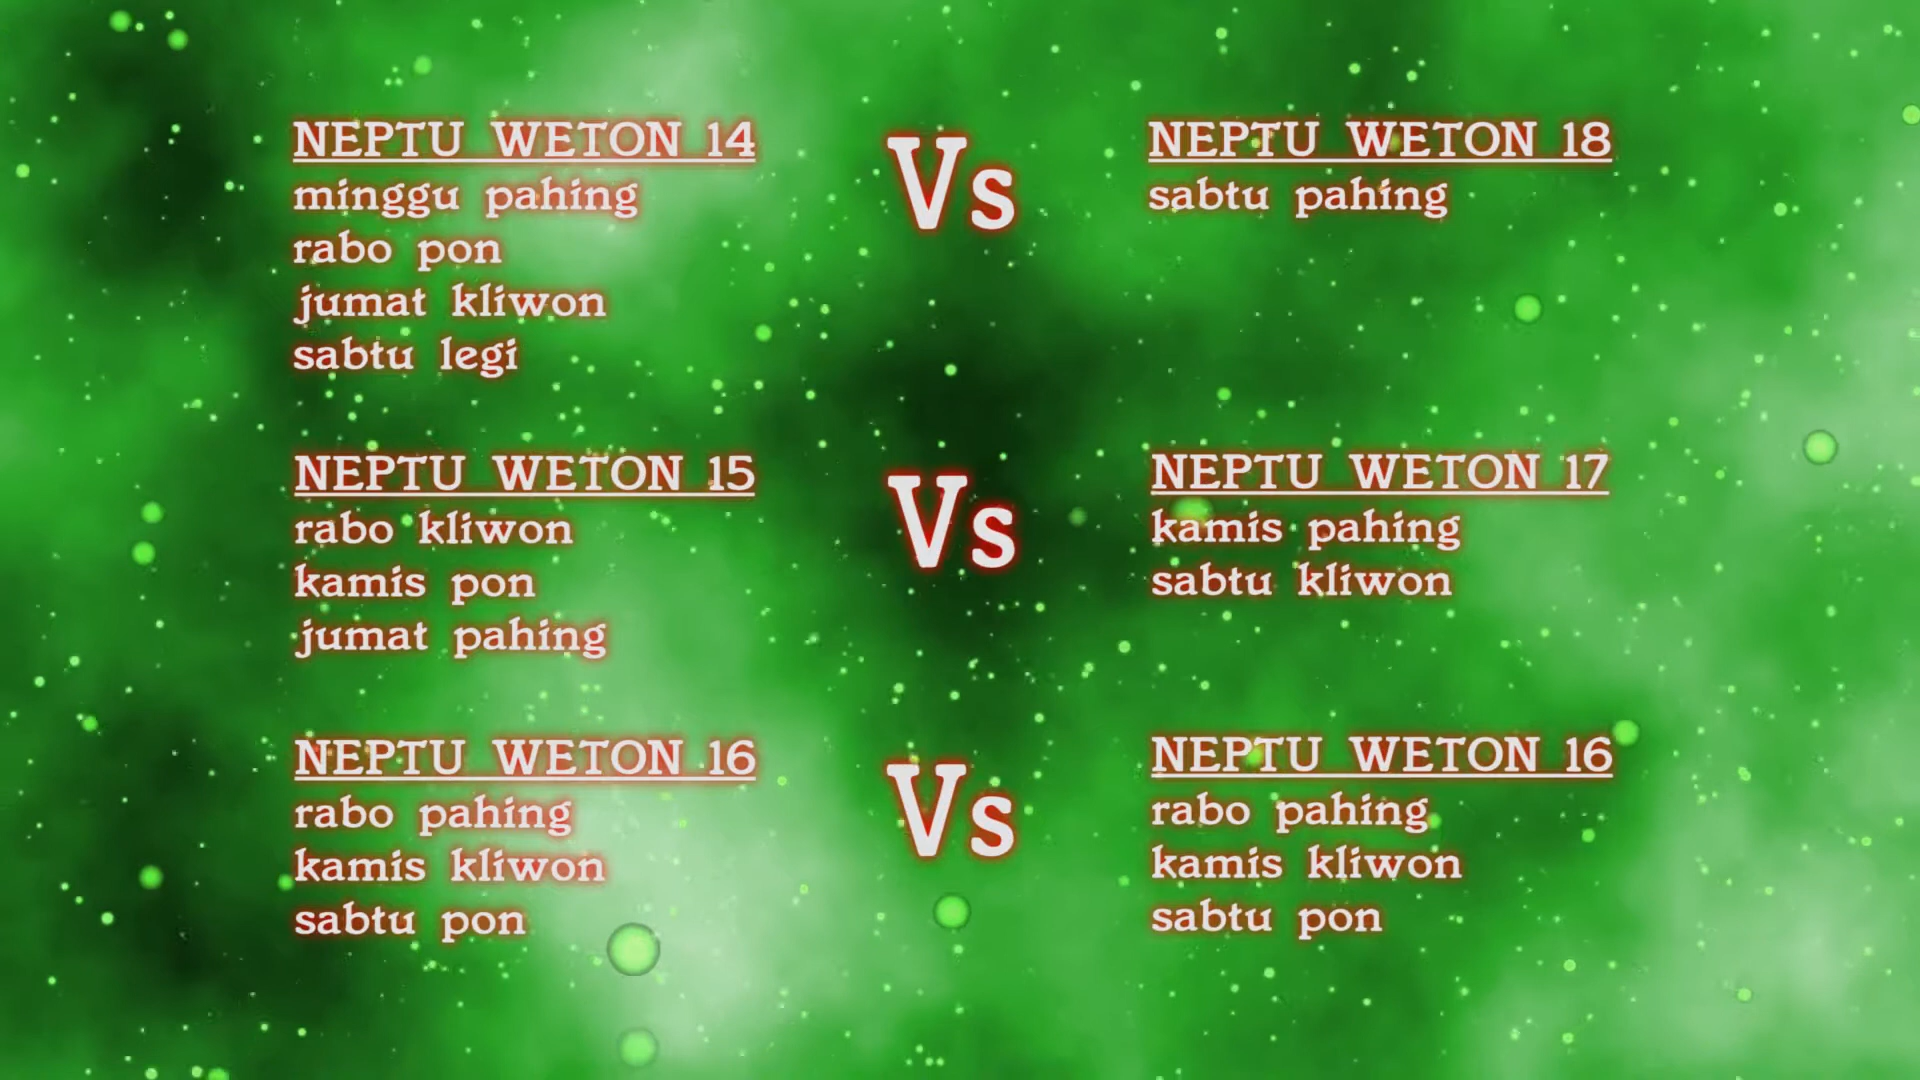 NEPTU WETON 14
minggu pahing
rabo pon
jumat kliwon
sabtu legi
Vs
NEPTU WETON 18
sabtu pahing
NEPTU WETON 15
rabo kliwon
kamis pon
jumat pahing
Vs
NEPTU WETON 17
kamis pahing
sabtu kliwon
NEPTU WETON 16
rabo pahing
kamis kliwon
sabtu pon
Vs
NEPTU WETON 16
rabo pahing
kamis kliwon
sabtu pon